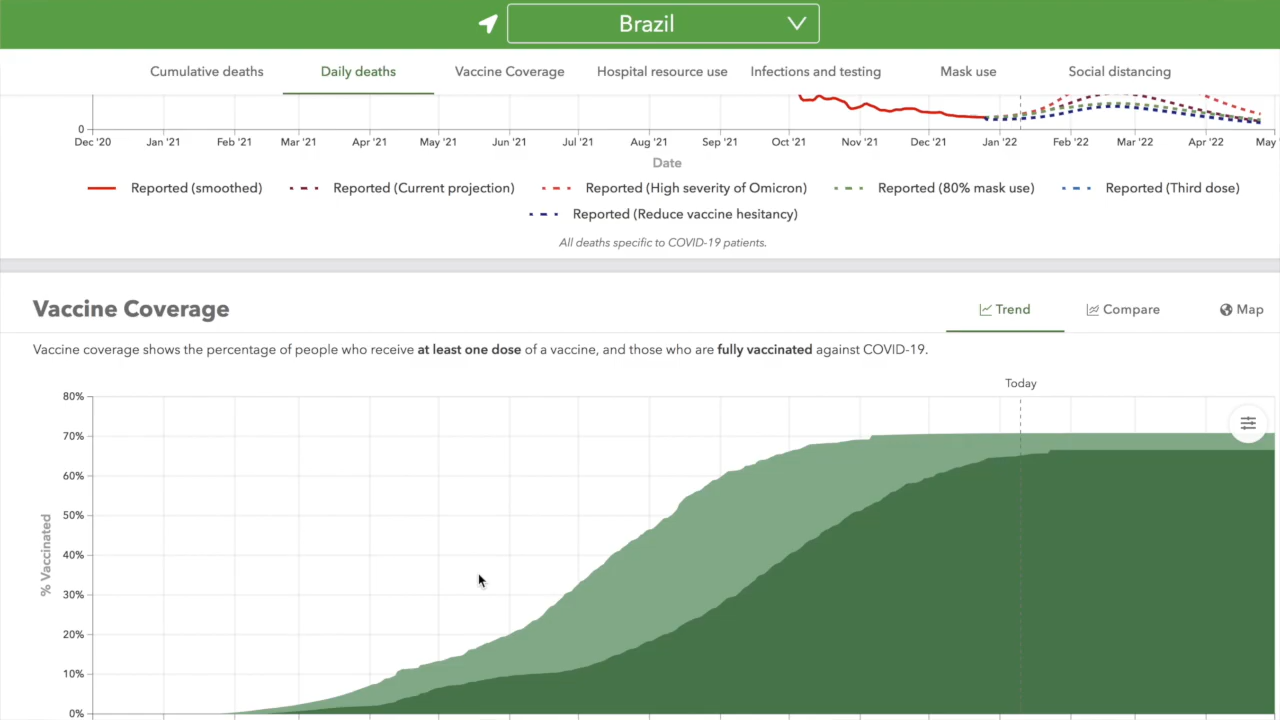 Brazil
Cumulative deaths Daily deaths Vaccine Coverage Hospital resource use Infections and testing Mask use Social distancing
0
Dec '20 Jan '21 Feb '21 Mar '21 Apr '21 May '21 Jun '21 Jul '21 Aug '21 Sep '21 Oct '21 Nov '21 Dec '21 Jan '22 Feb '22 Mar '22 Apr '22 May
Date
Reported (smoothed) Reported (Current projection) Reported (High severity of Omicron) Reported (80% mask use) Reported (Third dose)
Reported (Reduce vaccine hesitancy)
All deaths specific to COVID-19 patients.
Vaccine Coverage Trend Compare Map
Vaccine coverage shows the percentage of people who receive at least one dose of a vaccine, and those who are fully vaccinated against COVID-19.
Today
80%
70%
60%
50%
40%
30%
20%
10%
0%
% Vaccinated